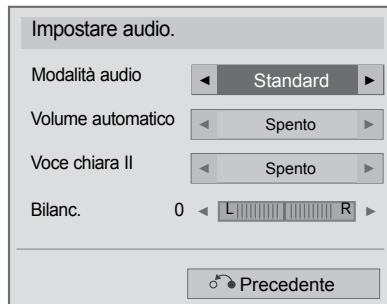 Impostare audio.
Modalità audio ◄ Standard ►
Volume automatico ◄ Spento ►
Voce chiara II ◄ Spento ►
Bilanc. 0 ◄ L R ►
Precedente